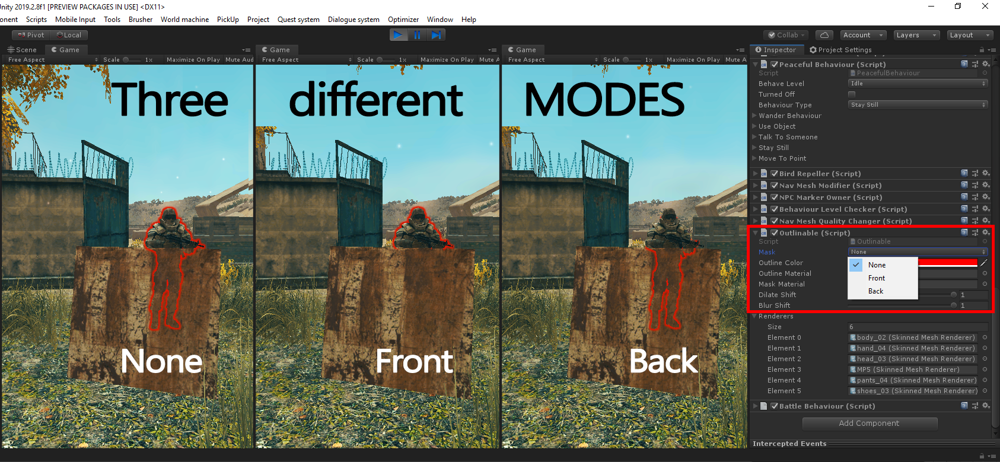 Unity 2019.2.8f1 [PREVIEW PACKAGES IN USE] <DX11>
onent Scripts Mobile Input Tools Brusher World machine PickUp Project Quest system Dialogue system Optimizer Window Help
Pivot Local Collab Account Layers Layout
Scene Game Game Game Inspector Project Settings
Free Aspect Scale 1x Maximize On Play Mute Aud Free Aspect Scale 1x Maximize On Play Mute A Free Aspect Scale 1x Maximize On Play Mute A
Three different MODES
None Front Back
Peaceful Behaviour (Script)
Script PeacefulBehaviour
Behave Level Idle
Turned Off
Behaviour Type Stay Still
Wander Behaviour
Use Object
Talk To Someone
Stay Still
Move To Point
Bird Repeller (Script)
Nav Mesh Modifier (Script)
NPC Marker Owner (Script)
Behaviour Level Checker (Script)
Nav Mesh Quality Changer (Script)
Outlinable (Script)
Script Outlinable
Mask None
Outline Color
Outline Material
Mask Material
Dilate Shift 1
Blur Shift 1
None
Front
Back
Renderers
Size 6
Element 0 body_02 (Skinned Mesh Renderer)
Element 1 hand_04 (Skinned Mesh Renderer)
Element 2 head_03 (Skinned Mesh Renderer)
Element 3 MP5 (Skinned Mesh Renderer)
Element 4 pants_04 (Skinned Mesh Renderer)
Element 5 shoes_03 (Skinned Mesh Renderer)
Battle Behaviour (Script)
Add Component
Intercepted Events